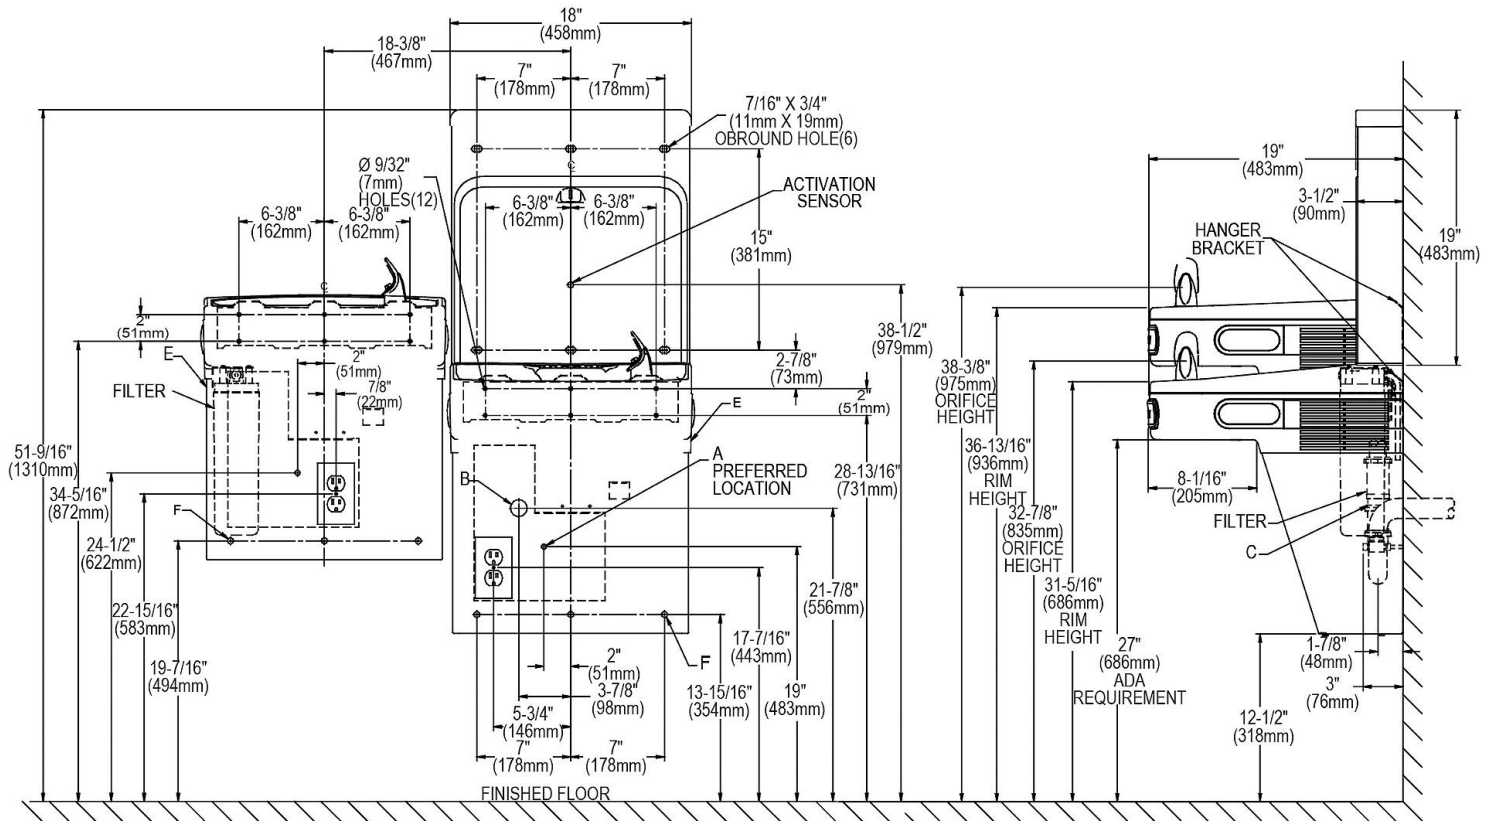 18"
(458mm)
18-3/8"
(467mm)
7"
(178mm)
7"
(178mm)
7/16" X 3/4"
(11mm X 19mm)
OBROUND HOLE(6)
Ø 9/32"
(7mm)
HOLES(12)
℄
ACTIVATION
SENSOR
6-3/8"
(162mm)
6-3/8"
(162mm)
6-3/8"
(162mm)
6-3/8"
(162mm)
15"
(381mm)
℄
2"
(51mm)
E
FILTER
2"
(51mm)
7/8"
(22mm)
38-1/2"
(979mm)
2-7/8"
(73mm)
2"
(51mm)
E
51-9/16"
(1310mm)
34-5/16"
(872mm)
24-1/2"
(622mm)
22-15/16"
(583mm)
19-7/16"
(494mm)
F
B
A
PREFERRED
LOCATION
28-13/16"
(731mm)
21-7/8"
(556mm)
17-7/16"
(443mm)
19"
(483mm)
13-15/16"
(354mm)
F
2"
(51mm)
3-7/8"
(98mm)
5-3/4"
(146mm)
7"
(178mm)
7"
(178mm)
FINISHED FLOOR
19"
(483mm)
3-1/2"
(90mm)
HANGER
BRACKET
19"
(483mm)
38-3/8"
(975mm)
ORIFICE
HEIGHT
36-13/16"
(936mm)
RIM
HEIGHT
32-7/8"
(835mm)
ORIFICE
HEIGHT
31-5/16"
(686mm)
RIM
HEIGHT
27"
(686mm)
ADA
REQUIREMENT
8-1/16"
(205mm)
FILTER
C
1-7/8"
(48mm)
3"
(76mm)
12-1/2"
(318mm)